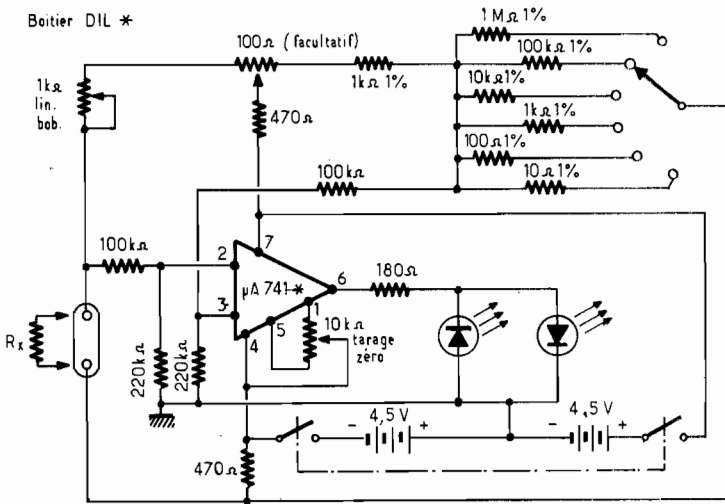 Boitier DIL *
100Ω (facultatif)
1kΩ 1%
1MΩ 1%
100kΩ 1%
10kΩ 1%
1kΩ 1%
100Ω 1%
10Ω 1%
1kΩ
lin.
bob.
470Ω
100kΩ
100kΩ
2
7
µA 741*
6
3
4
5
1
180Ω
10kΩ
tarage
zéro
Rx
220kΩ
220kΩ
- 4,5V +
- 4,5V +
470Ω